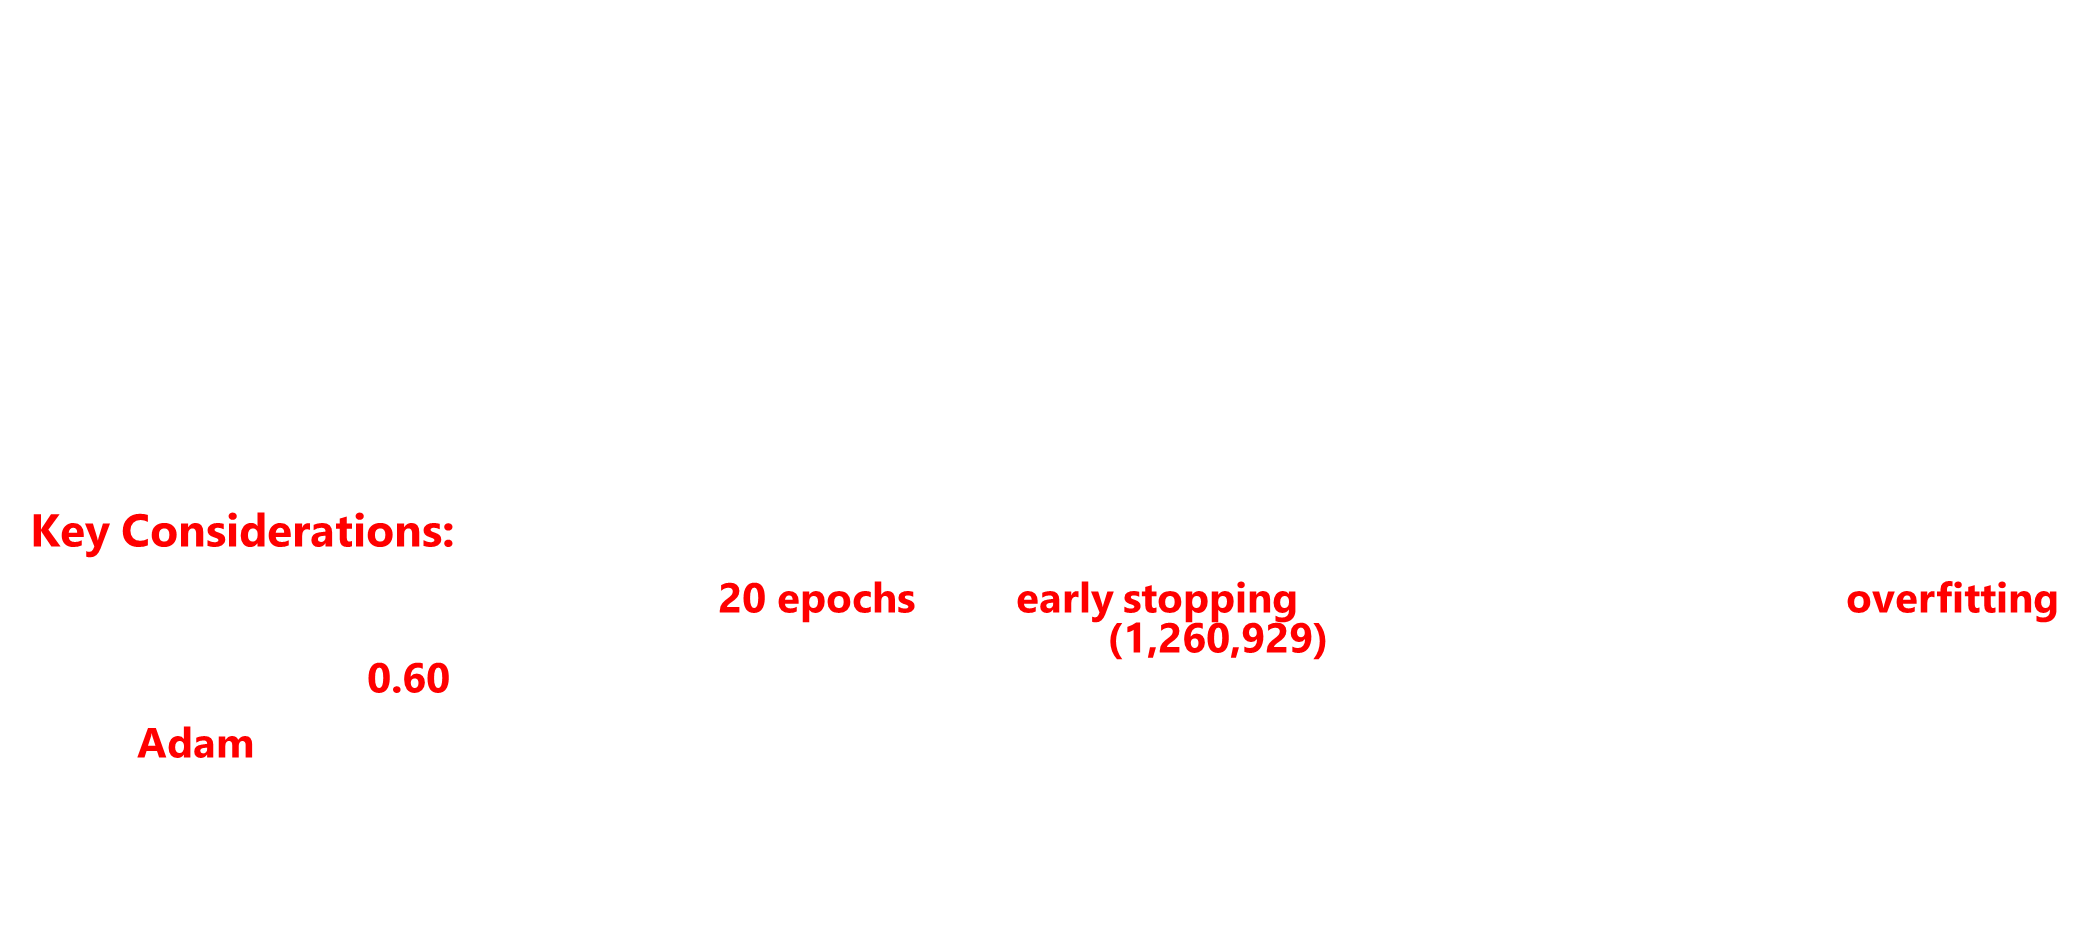 Key Considerations:
20 epochs early stopping overfitting
(1,260,929)
0.60
Adam